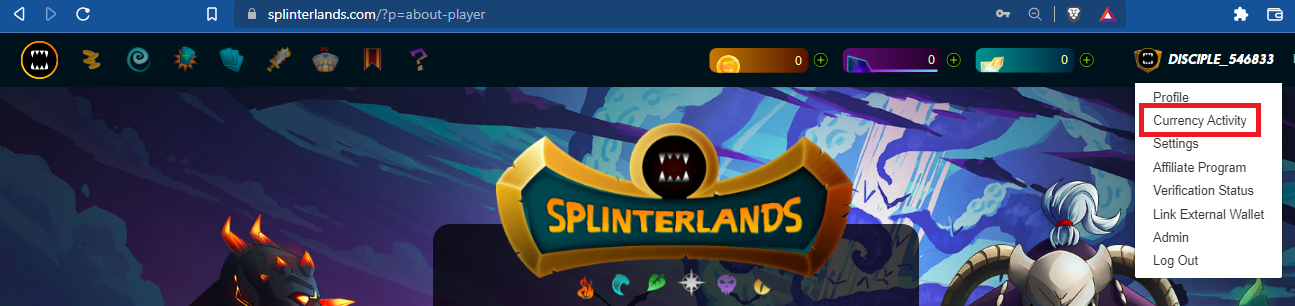 splinterlands.com/?p=about-player
0
0
0
DISCIPLE_546833
Profile
Currency Activity
Settings
Affiliate Program
Verification Status
Link External Wallet
Admin
Log Out
SPLINTERLANDS